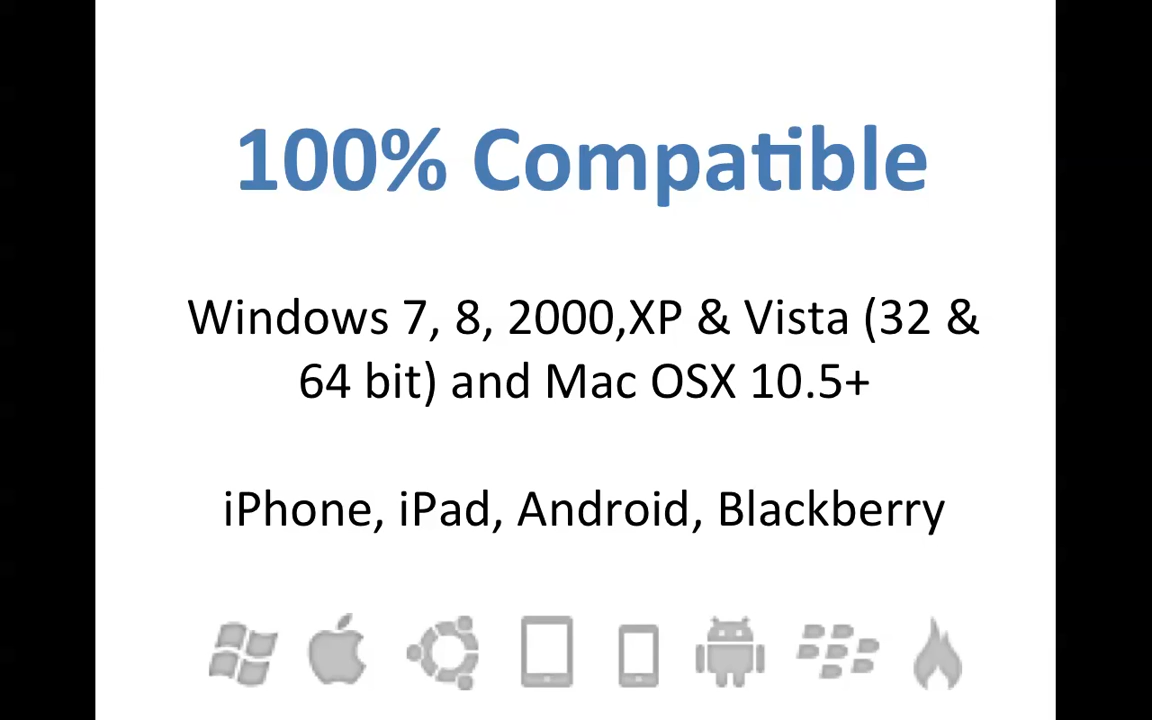 100% Compatible
Windows 7, 8, 2000,XP & Vista (32 &
64 bit) and Mac OSX 10.5+
iPhone, iPad, Android, Blackberry